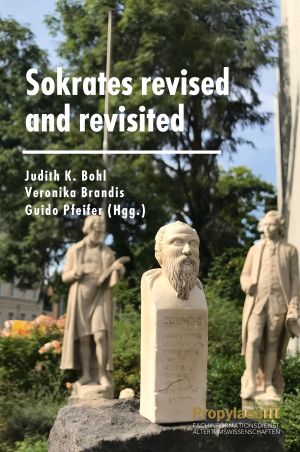 Sokrates revised
and revisited
Judith K. Bohl
Veronika Brandis
Guido Pfeifer (Hgg.)
Propylaeum
FACHINFORMATIONSDIENST
ALTERTUMSWISSENSCHAFTEN